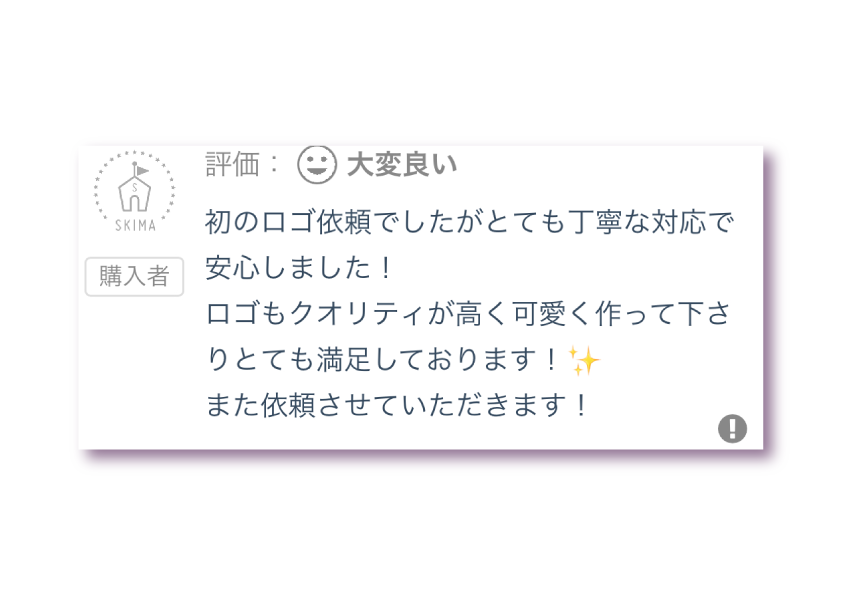 評価：大変良い
S
SKIMA
購入者
初のロゴ依頼でしたがとても丁寧な対応で
安心しました！
ロゴもクオリティが高く可愛く作って下さ
りとても満足しております！✨
また依頼させていただきます！